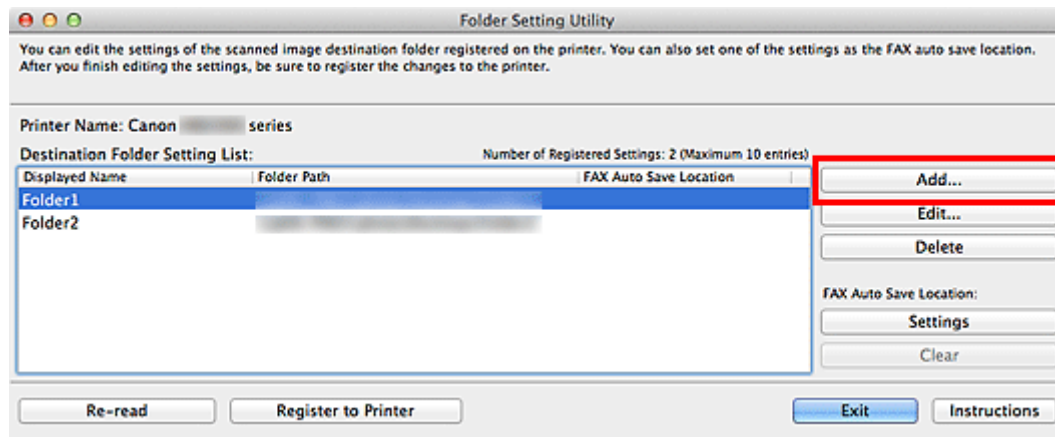 Folder Setting Utility
You can edit the settings of the scanned image destination folder registered on the printer. You can also set one of the settings as the FAX auto save location.
After you finish editing the settings, be sure to register the changes to the printer.
Printer Name: Canon series
Destination Folder Setting List: Number of Registered Settings: 2 (Maximum 10 entries)
Displayed Name Folder Path FAX Auto Save Location
Add...
Folder1
Edit...
Folder2
Delete
FAX Auto Save Location:
Settings
Clear
Re-read Register to Printer Exit Instructions